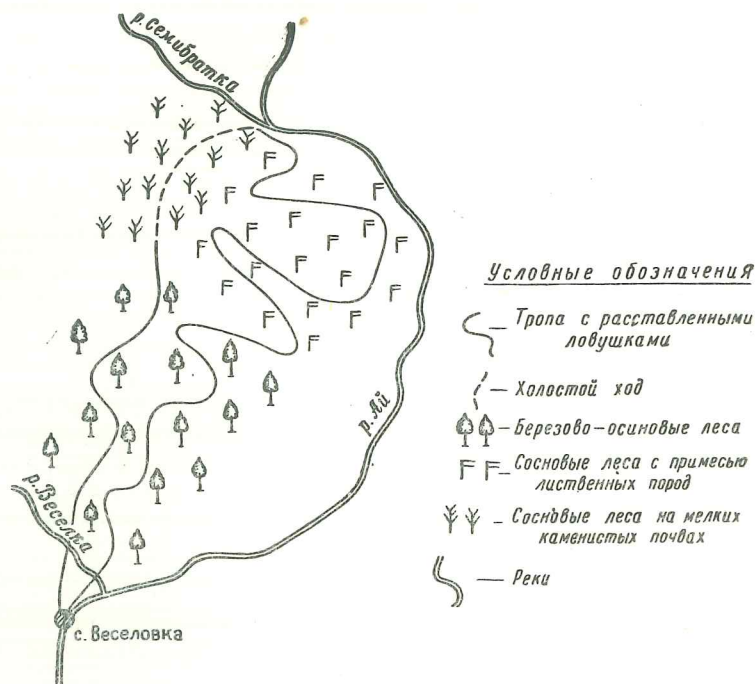 р. Семибратка
р. Ай
р. Веселка
с. Веселовка
Условные обозначения
— Тропа с расставленными
ловушками
— Холостой ход
— Березово-осиновые леса
— Сосновые леса с примесью
лиственных пород
— Сосновые леса на мелких
каменистых почвах
— Реки